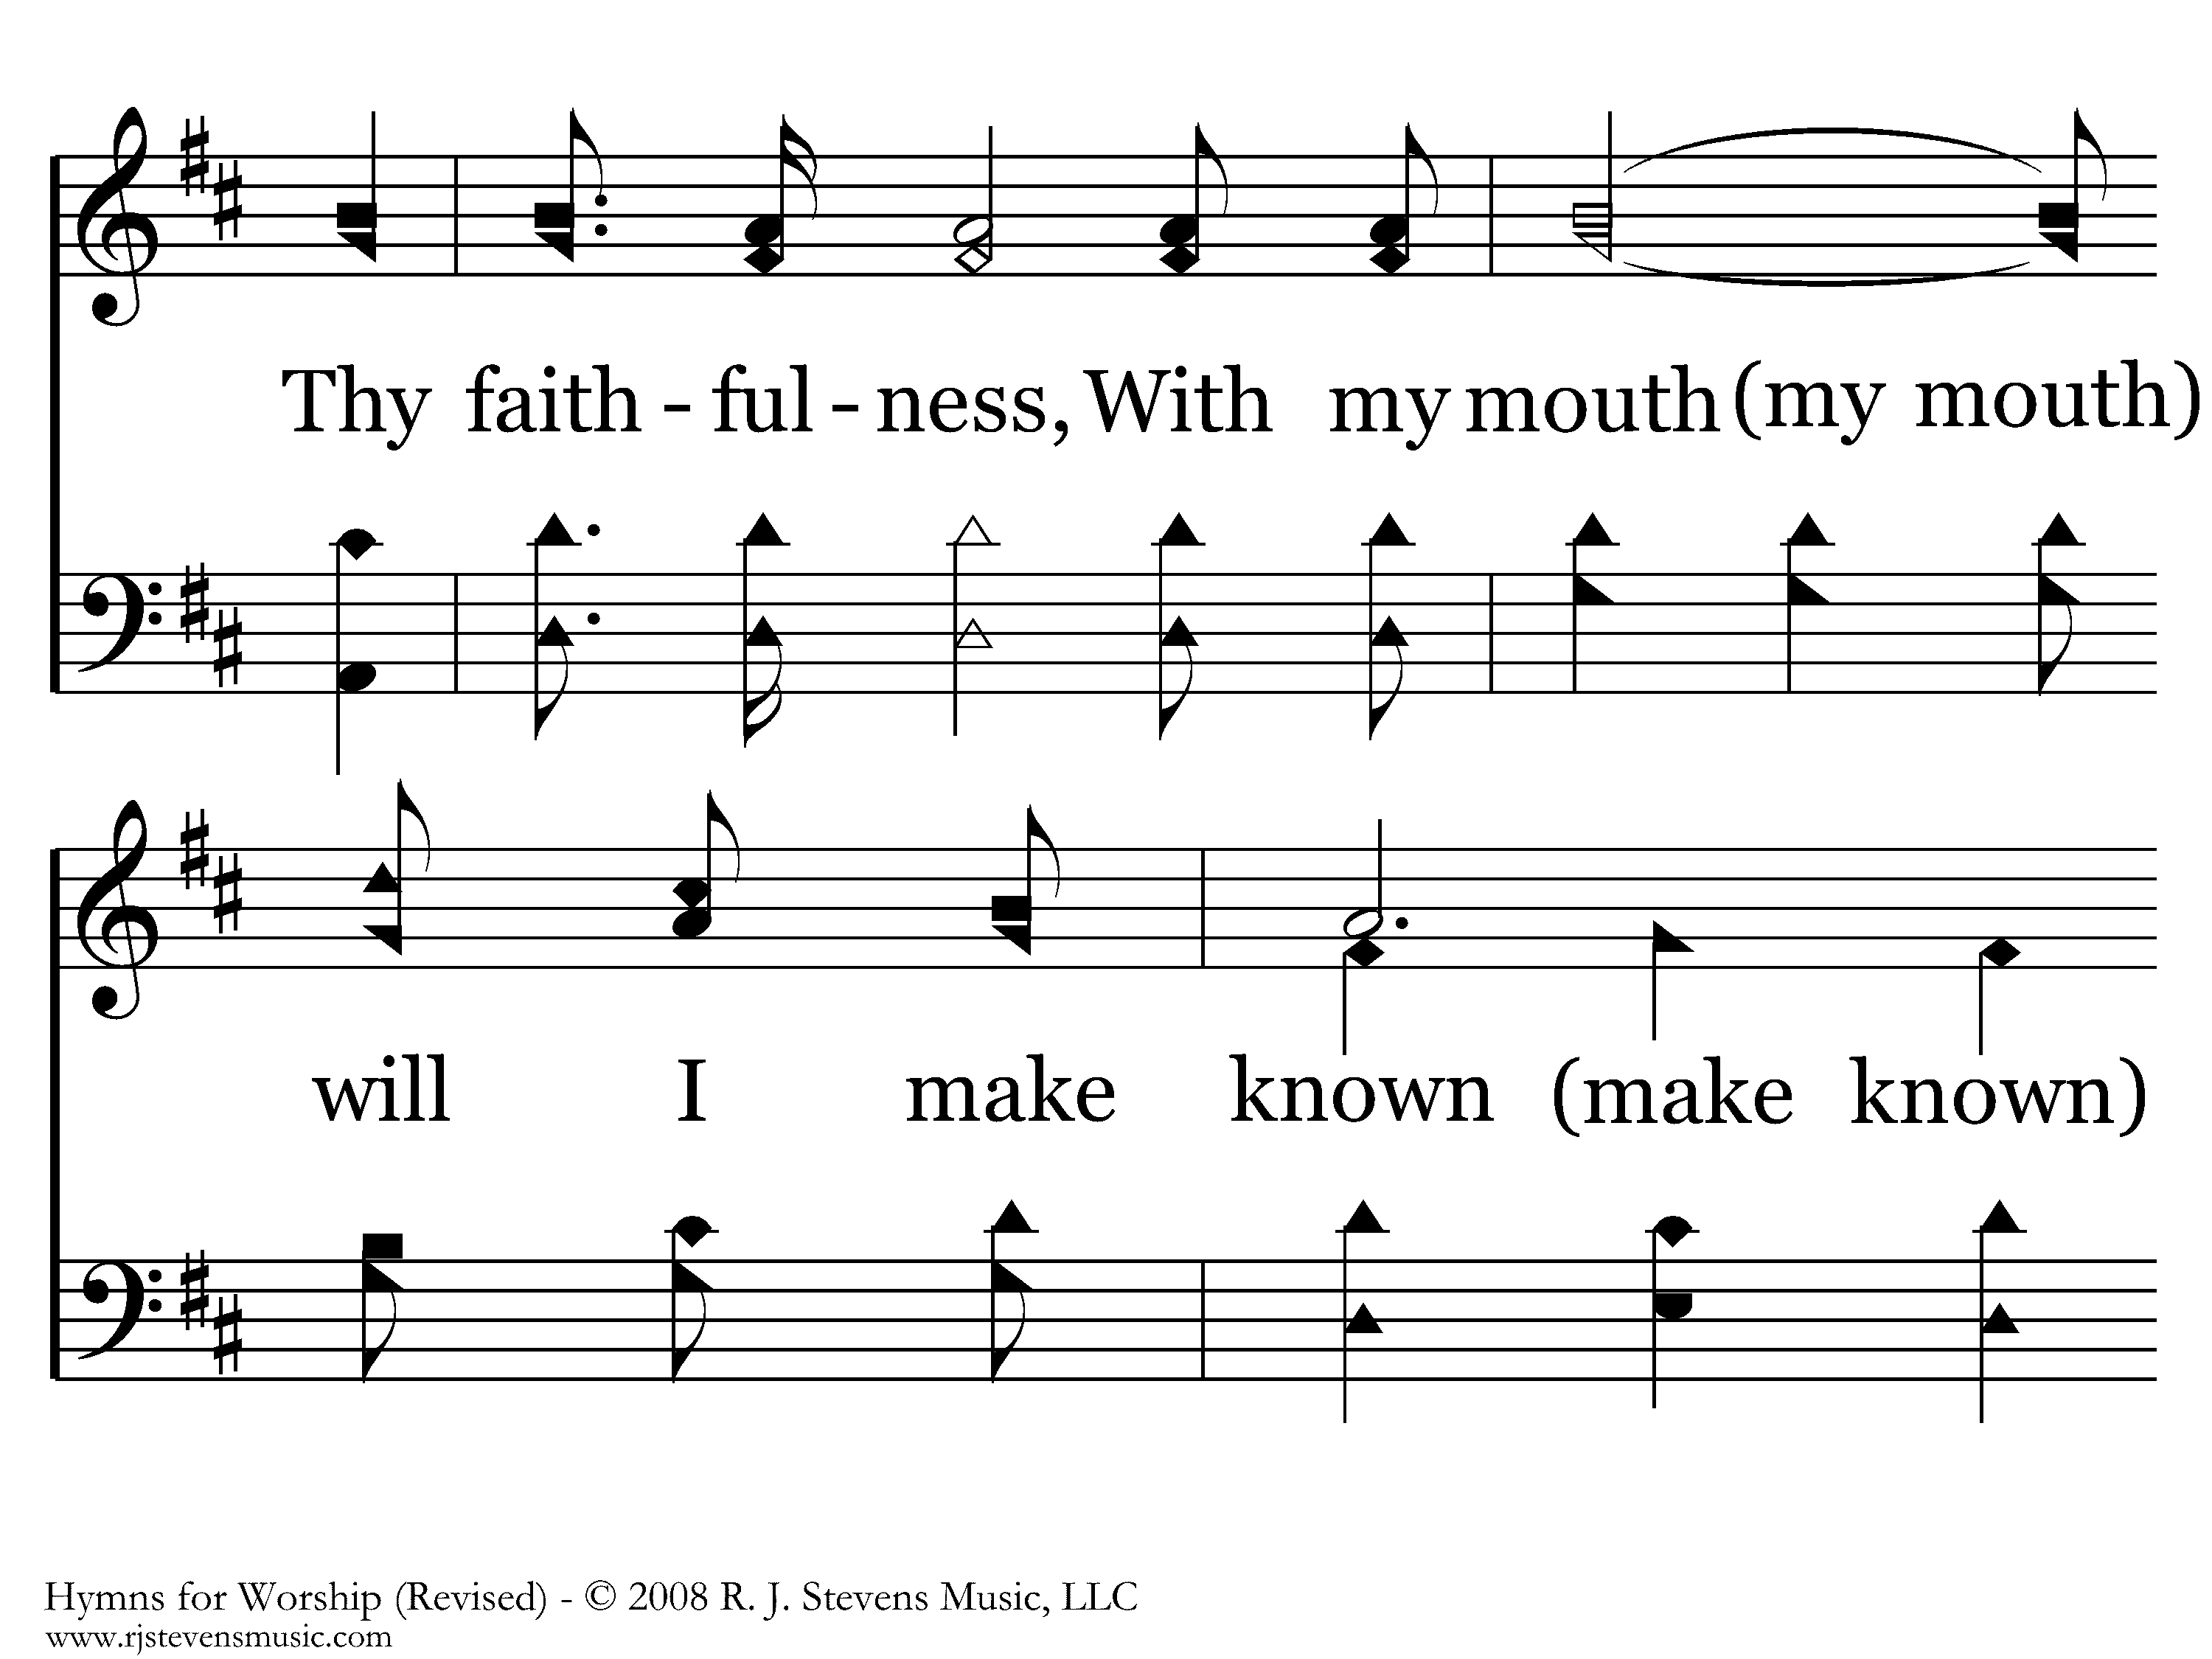 Thy faith - ful - ness, With my mouth (my mouth)
will I make known (make known)
Hymns for Worship (Revised) - © 2008 R. J. Stevens Music, LLC
www.rjstevensmusic.com